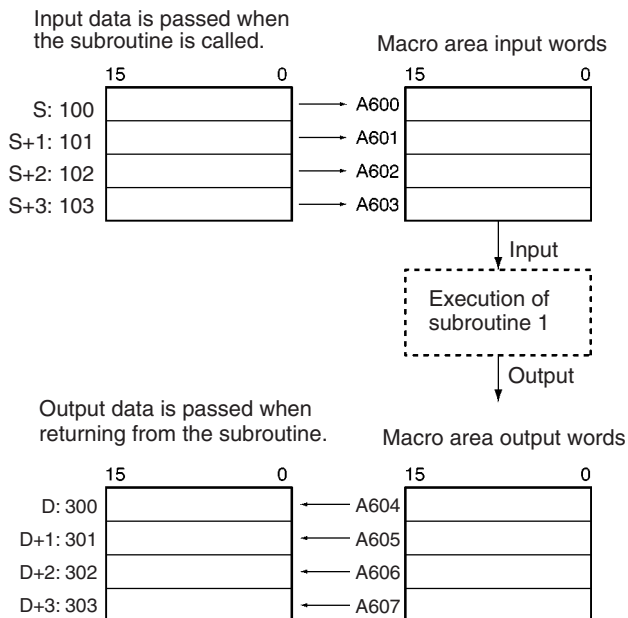 Input data is passed when
the subroutine is called.
Macro area input words
15 0 15 0
S: 100 A600
S+1: 101 A601
S+2: 102 A602
S+3: 103 A603
Input
Execution of
subroutine 1
Output
Output data is passed when
returning from the subroutine.
Macro area output words
15 0 15 0
D: 300 A604
D+1: 301 A605
D+2: 302 A606
D+3: 303 A607